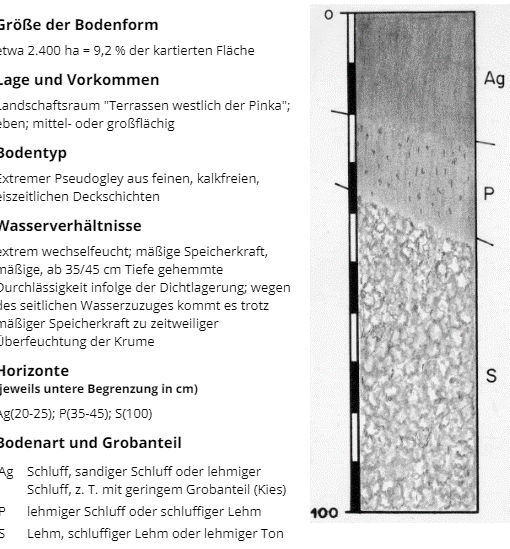 Größe der Bodenform
etwa 2.400 ha = 9,2 % der kartierten Fläche
Lage und Vorkommen
Landschaftsraum "Terrassen westlich der Pinka";
eben; mittel- oder großflächig
Bodentyp
Extremer Pseudogley aus feinen, kalkfreien,
eiszeitlichen Deckschichten
Wasserverhältnisse
extrem wechselfeucht; mäßige Speicherkraft,
mäßige, ab 35/45 cm Tiefe gehemmte
Durchlässigkeit infolge der Dichtlagerung; wegen
des seitlichen Wasserzuzuges kommt es trotz
mäßiger Speicherkraft zu zeitweiliger
Überfeuchtung der Krume
Horizonte
(jeweils untere Begrenzung in cm)
Ag(20-25); P(35-45); S(100)
Bodenart und Grobanteil
Ag Schluff, sandiger Schluff oder lehmiger
Schluff, z. T. mit geringem Grobanteil (Kies)
P lehmiger Schluff oder schluffiger Lehm
S Lehm, schluffiger Lehm oder lehmiger Ton
0
Ag
P
S
100